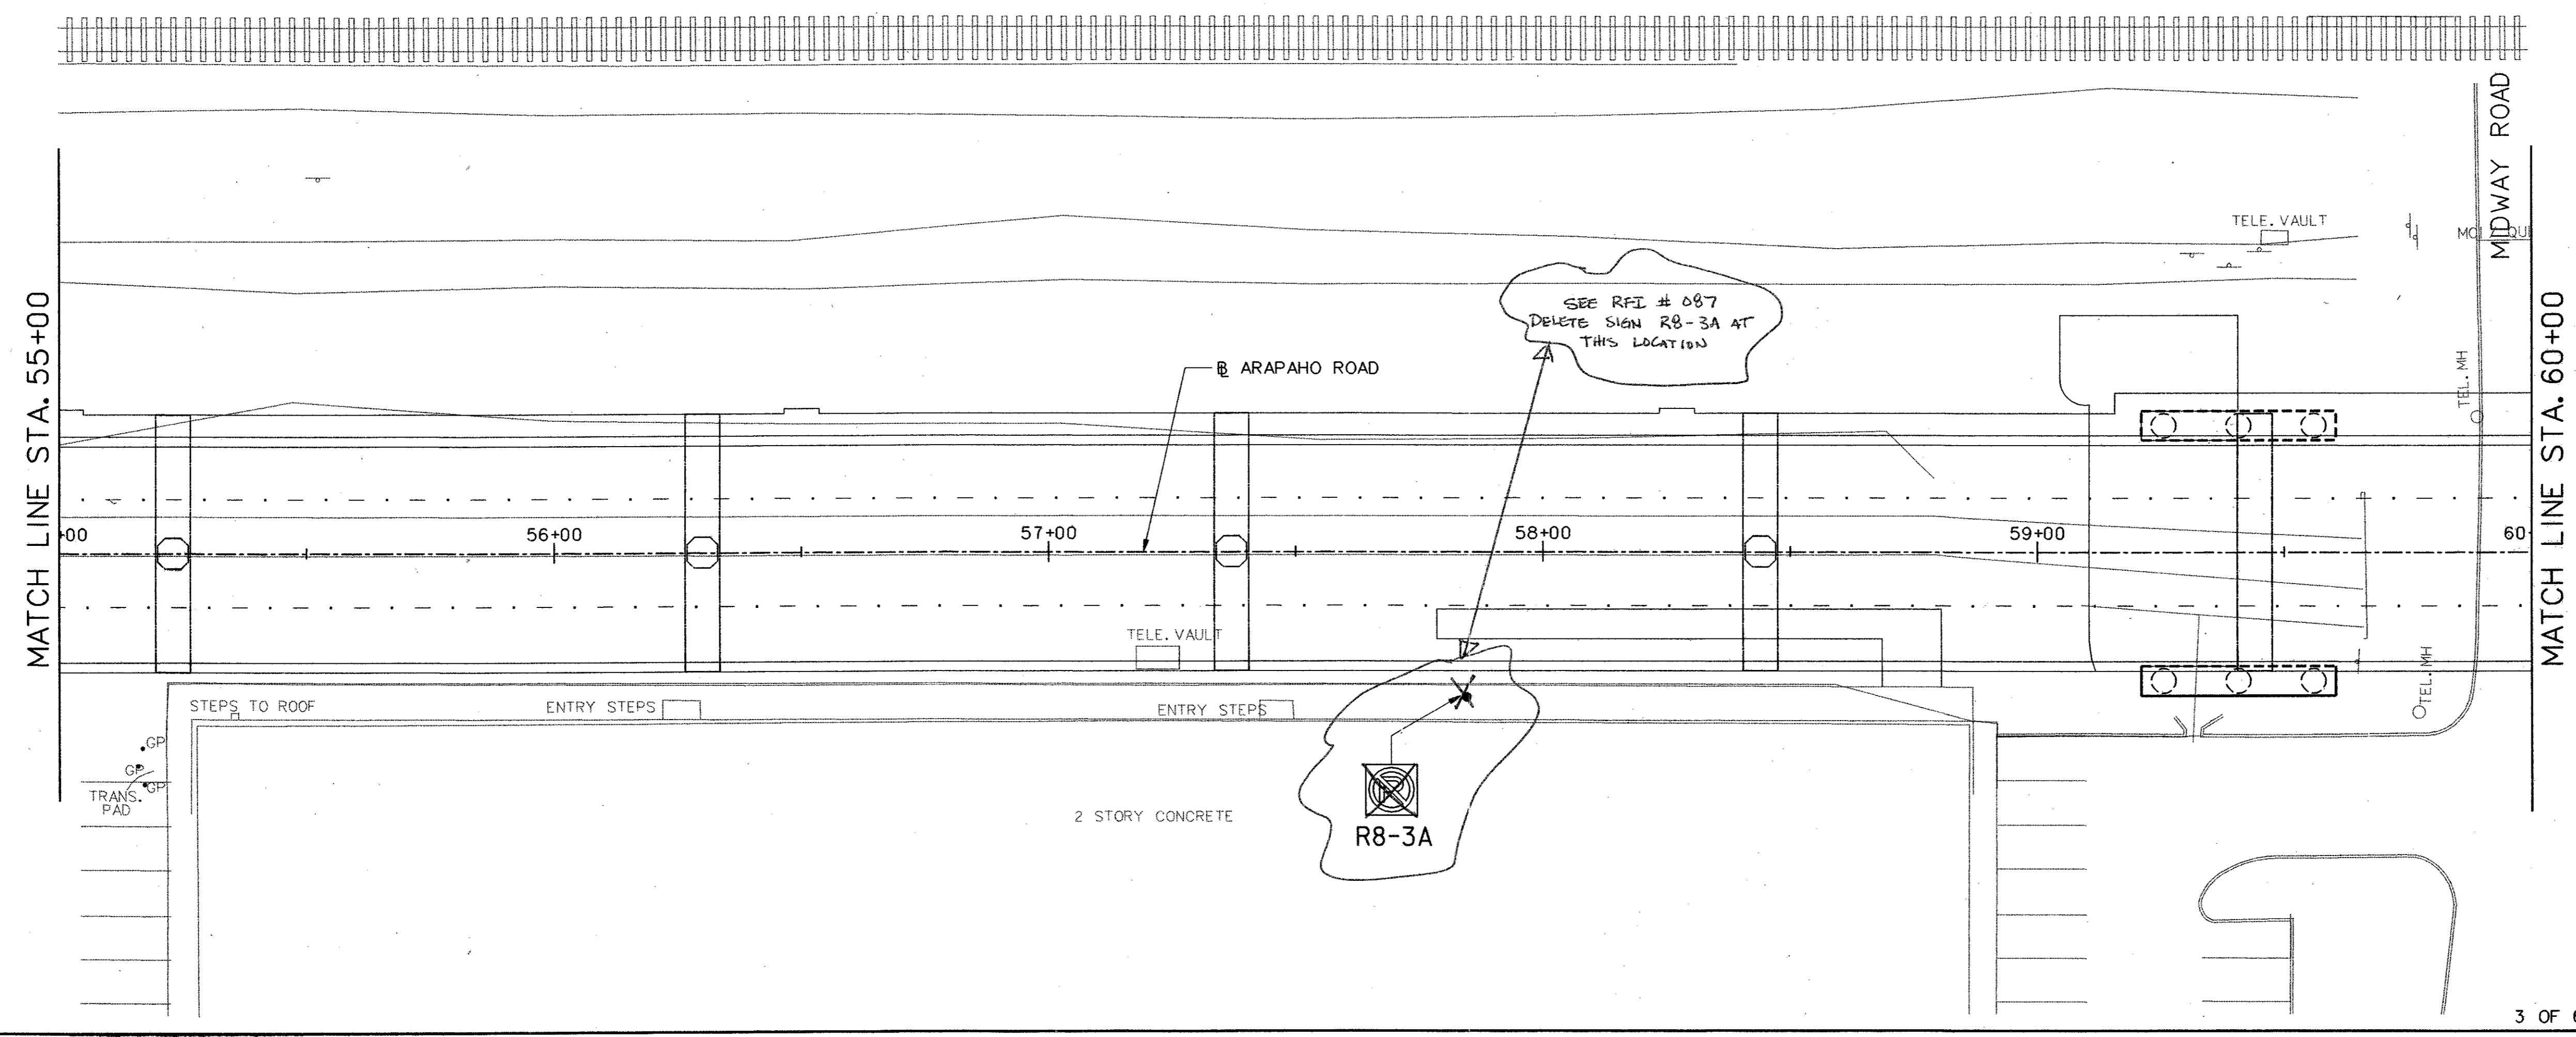 MIDWAY ROAD
TELE. VAULT
MATCH LINE STA. 55+00
SEE RFI # 087
DELETE SIGN R8-3A AT
THIS LOCATION
MATCH LINE STA. 60+00
TEL. MH
ARAPAHO ROAD
+00
56+00
57+00
58+00
59+00
60
TELE. VAULT
TEL. MH
STEPS TO ROOF
ENTRY STEPS
ENTRY STEPS
GP
GP
GP
TRANS.
PAD
2 STORY CONCRETE
R8-3A
3 OF